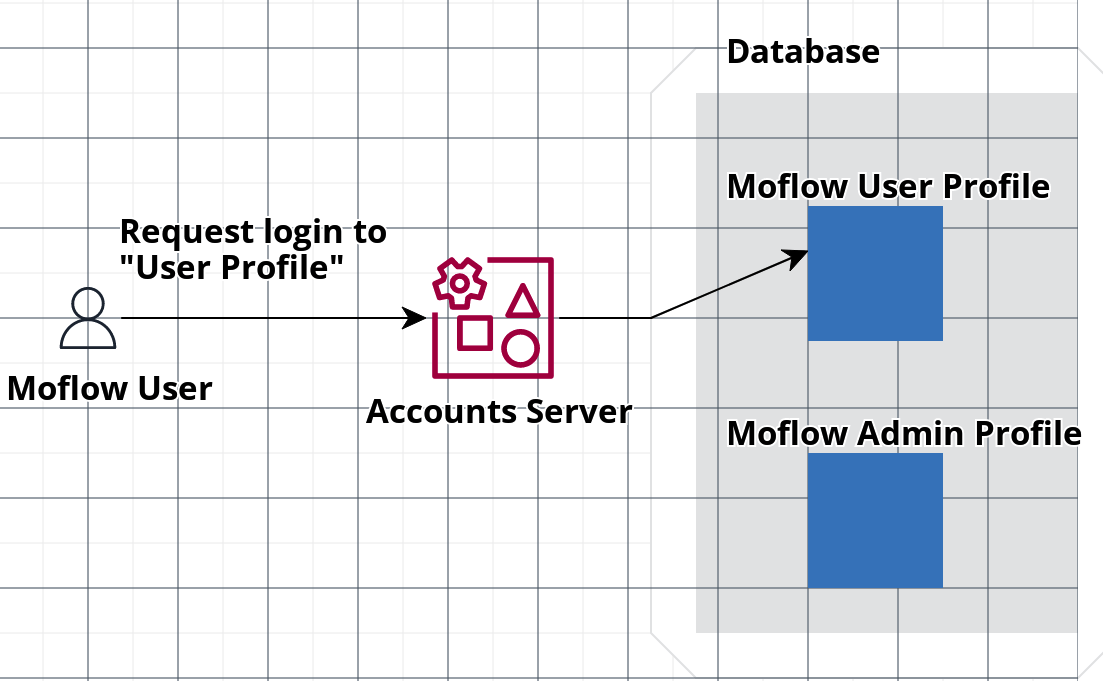 Database
Moflow User Profile
Request login to
"User Profile"
Moflow User
Accounts Server
Moflow Admin Profile